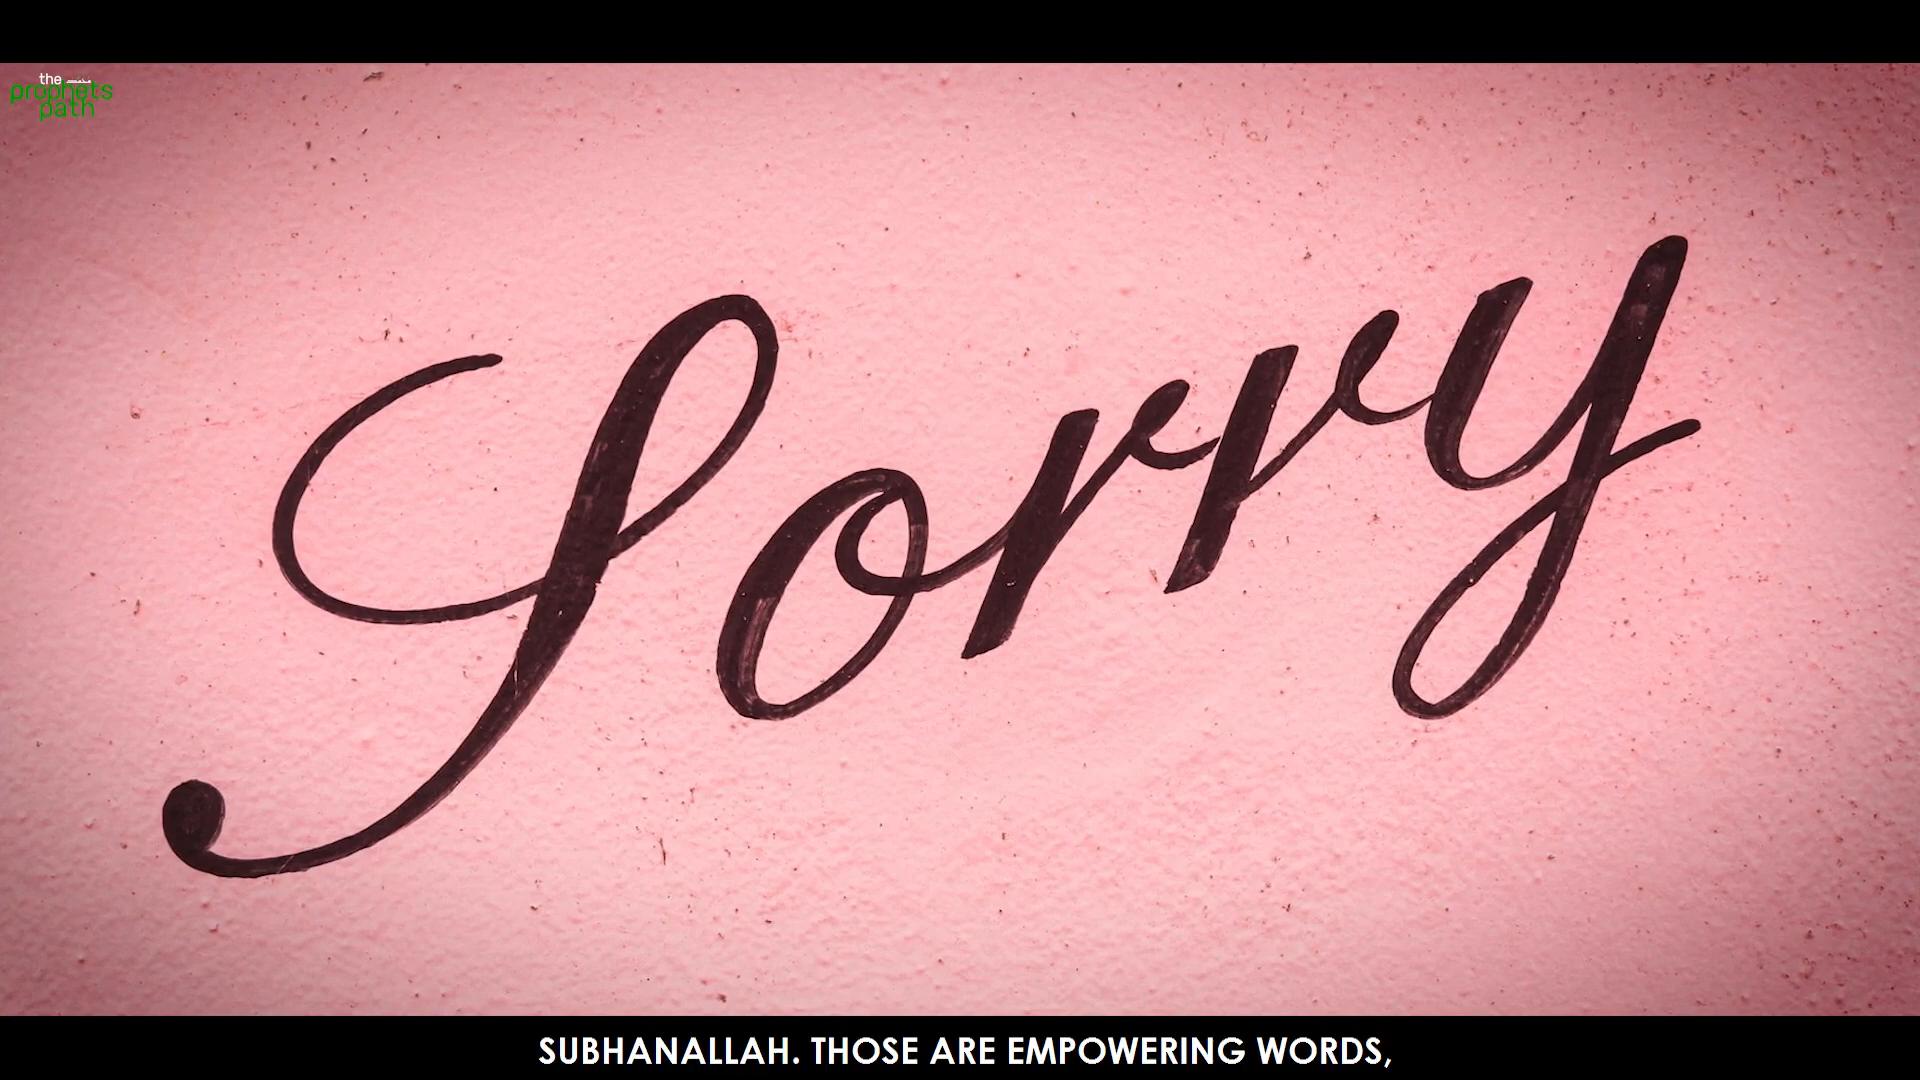 the
prophets
path
Sorry
SUBHANALLAH. THOSE ARE EMPOWERING WORDS,